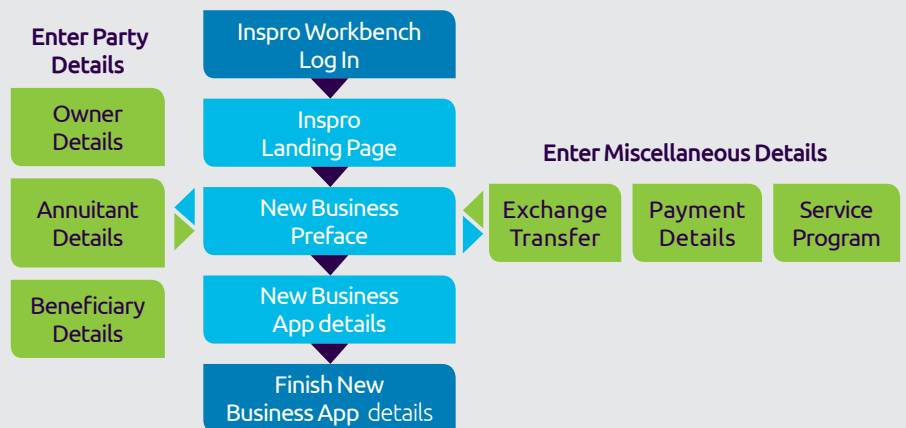 Enter Party
Details
Owner
Details
Annuitant
Details
Beneficiary
Details
Inspro Workbench
Log In
Inspro
Landing Page
New Business
Preface
New Business
App details
Finish New
Business App details
Enter Miscellaneous Details
Exchange
Transfer
Payment
Details
Service
Program